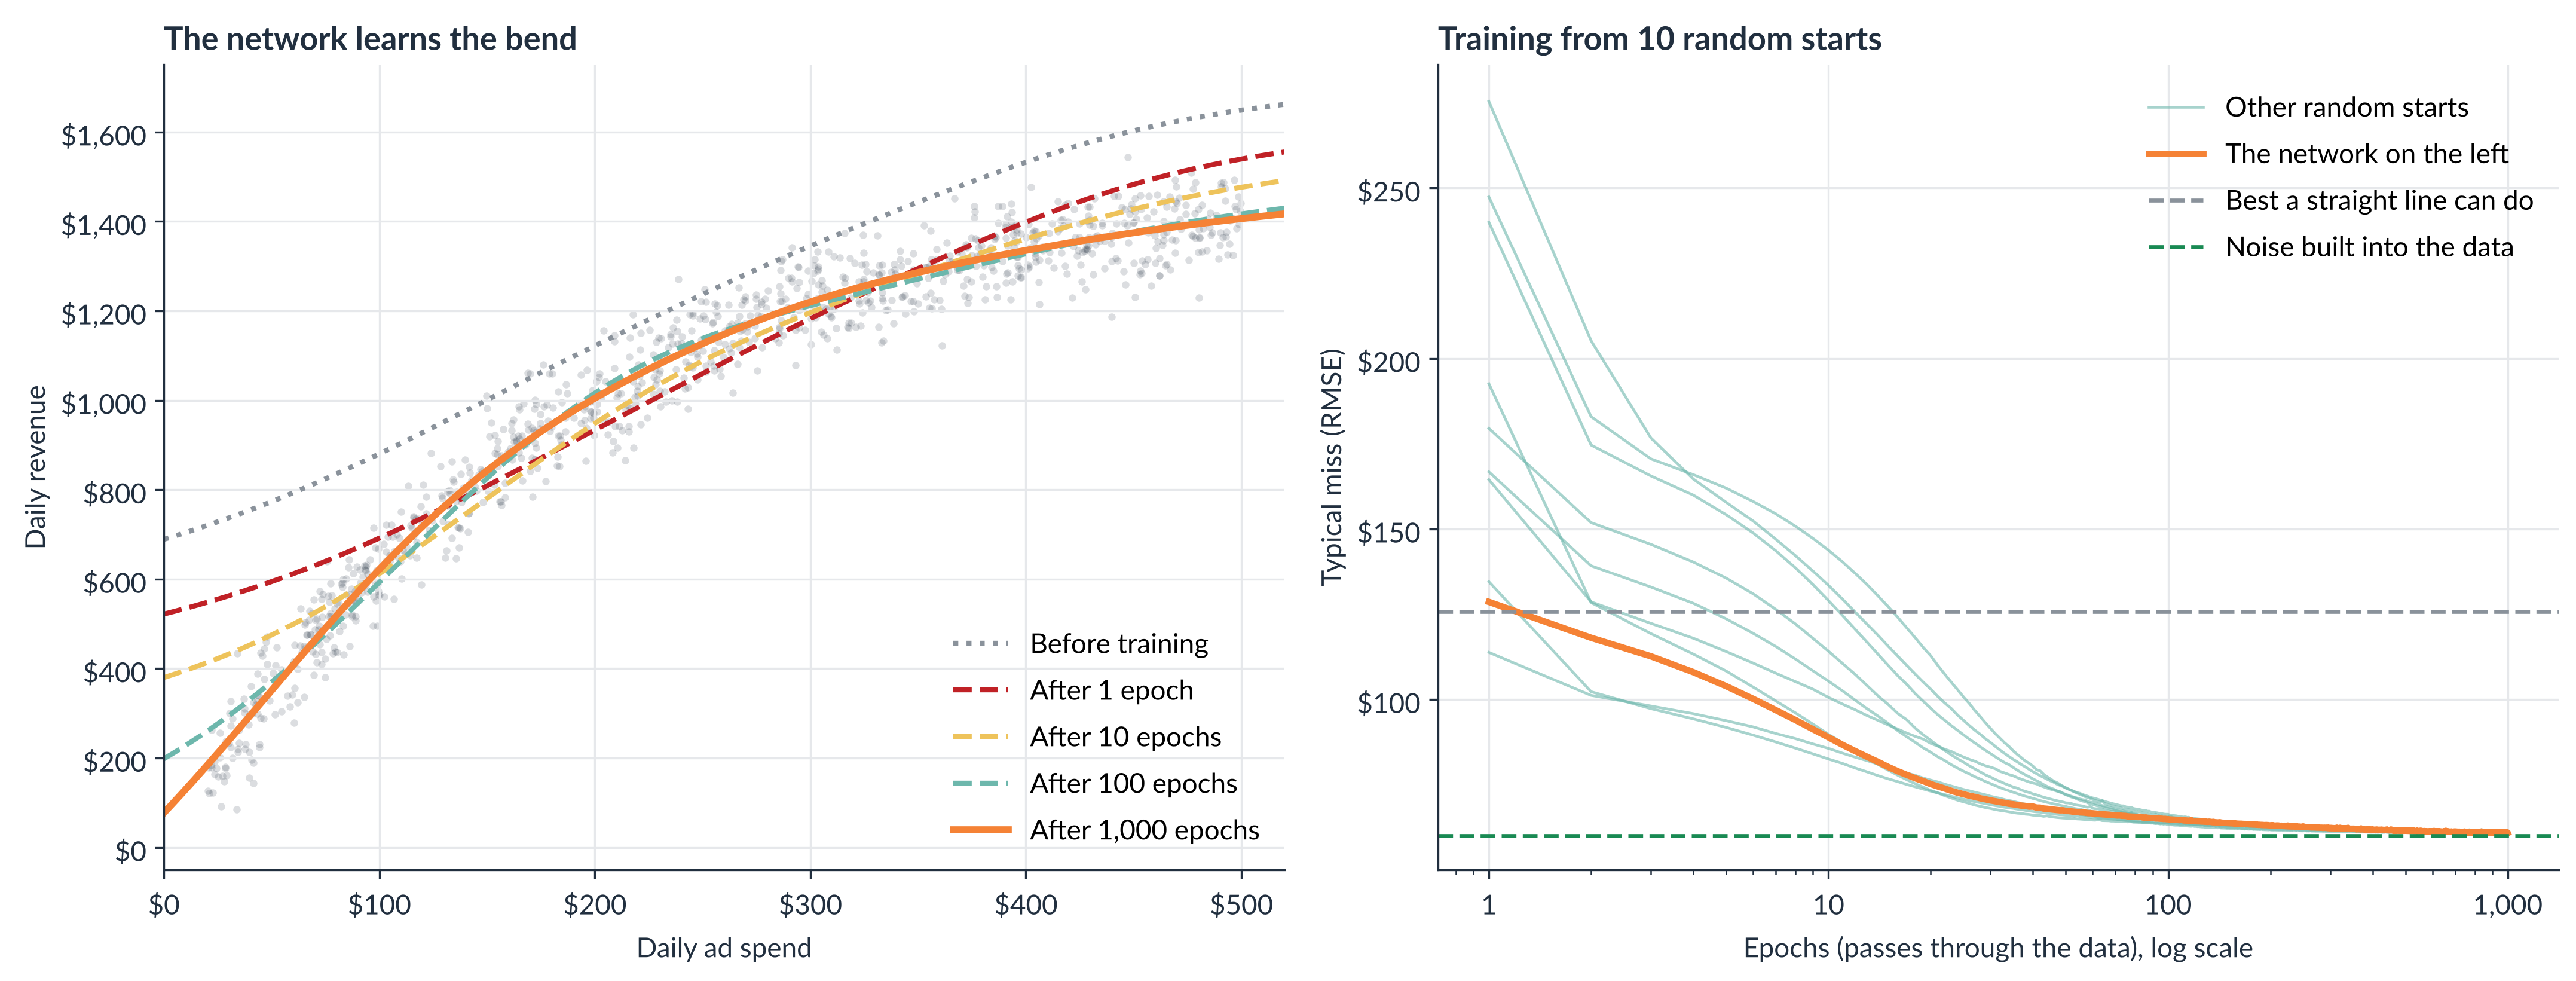 The network learns the bend
Daily revenue
$1,600
$1,400
$1,200
$1,000
$800
$600
$400
$200
$0
Before training
After 1 epoch
After 10 epochs
After 100 epochs
After 1,000 epochs
$0 $100 $200 $300 $400 $500
Daily ad spend
Training from 10 random starts
Typical miss (RMSE)
$250
$200
$150
$100
Other random starts
The network on the left
Best a straight line can do
Noise built into the data
1 10 100 1,000
Epochs (passes through the data), log scale